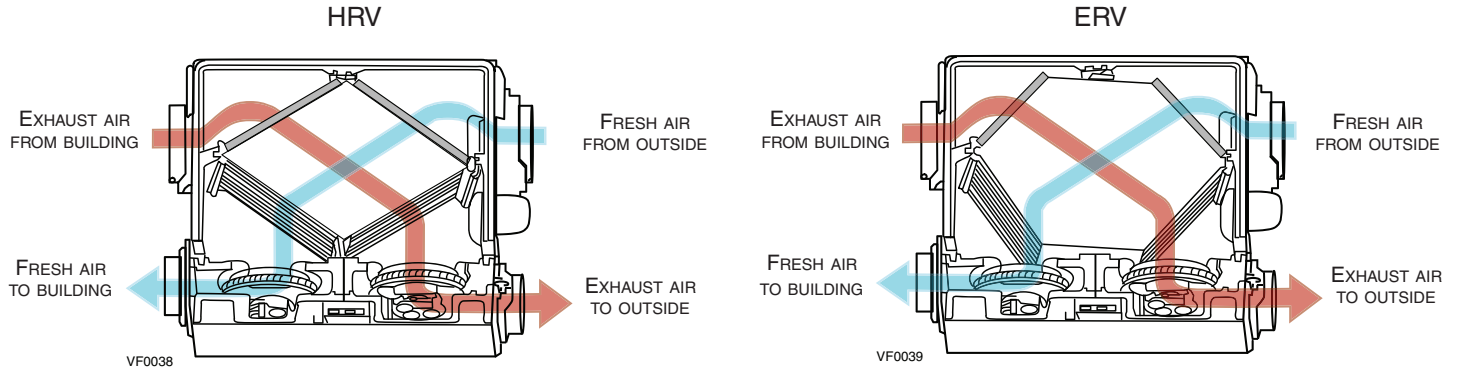 HRV
EXHAUST AIR
FROM BUILDING
FRESH AIR
FROM OUTSIDE
FRESH AIR
TO BUILDING
EXHAUST AIR
TO OUTSIDE
VF0038
ERV
EXHAUST AIR
FROM BUILDING
FRESH AIR
FROM OUTSIDE
FRESH AIR
TO BUILDING
EXHAUST AIR
TO OUTSIDE
VF0039